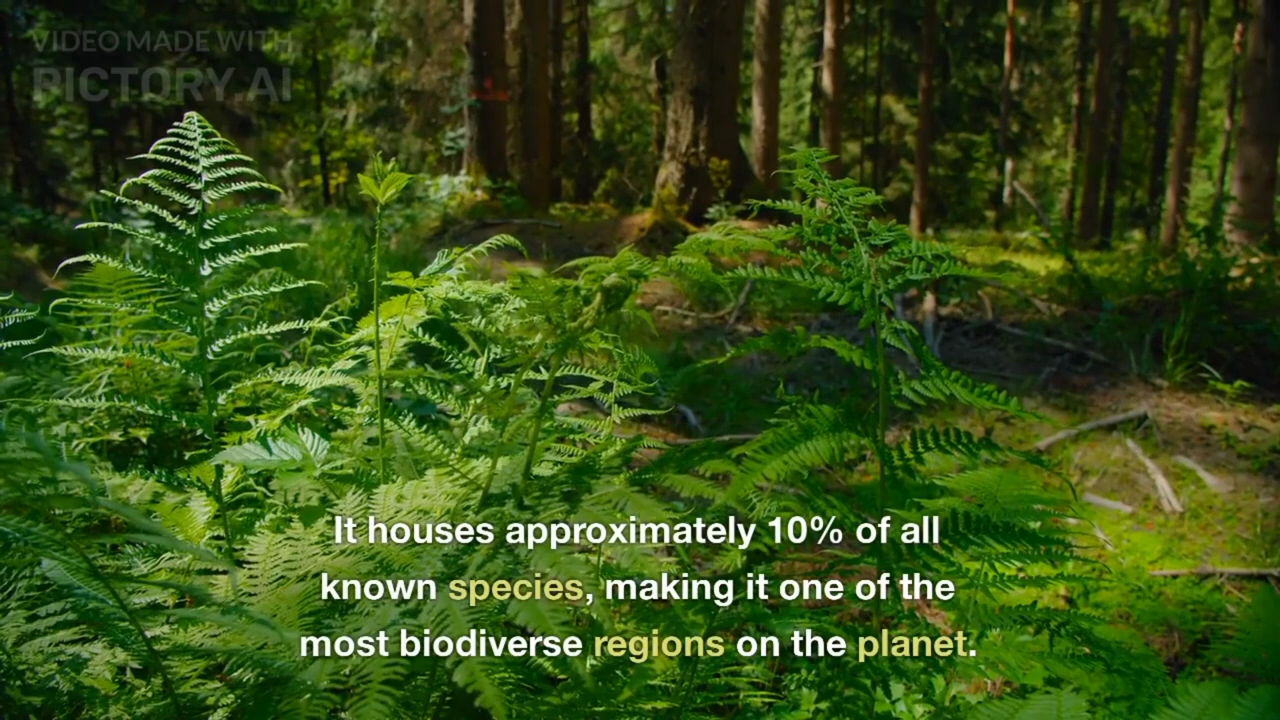 VIDEO MADE WITH
PICTORY.AI
It houses approximately 10% of all
known species, making it one of the
most biodiverse regions on the planet.